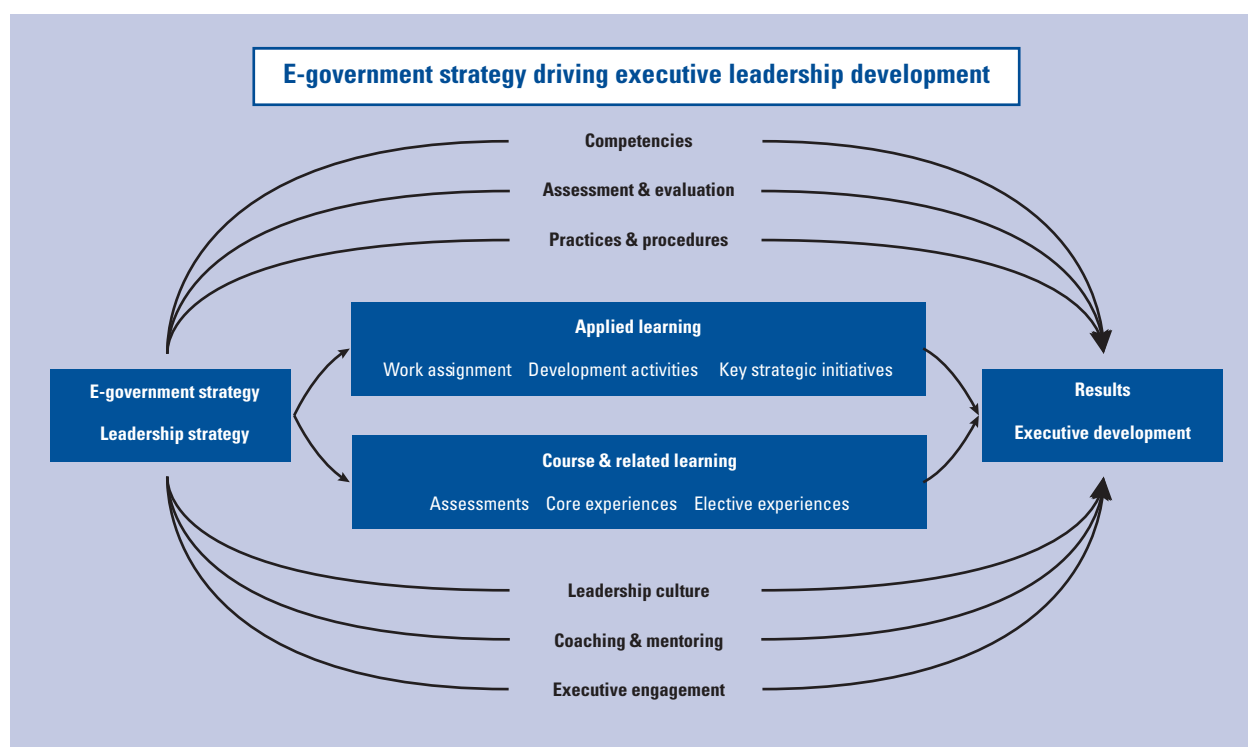 E-government strategy driving executive leadership development
Competencies
Assessment & evaluation
Practices & procedures
Applied learning
Work assignment Development activities Key strategic initiatives
E-government strategy
Leadership strategy
Results
Executive development
Course & related learning
Assessments Core experiences Elective experiences
Leadership culture
Coaching & mentoring
Executive engagement